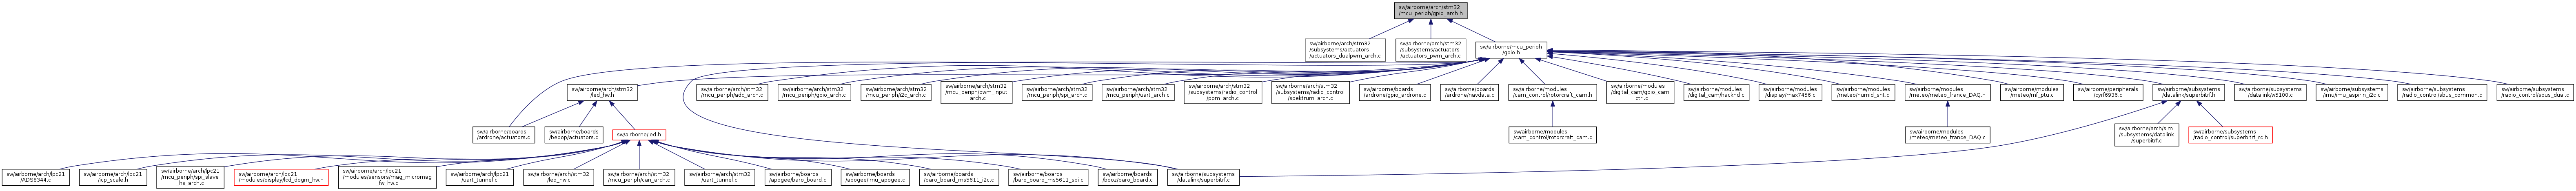 sw/airborne/arch/stm32
/mcu_periph/gpio_arch.h
sw/airborne/arch/stm32
/subsystems/actuators
/actuators_dualpwm_arch.c
sw/airborne/arch/stm32
/subsystems/actuators
/actuators_pwm_arch.c
sw/airborne/mcu_periph
/gpio.h
sw/airborne/arch/stm32
/led_hw.h
sw/airborne/arch/stm32
/mcu_periph/adc_arch.c
sw/airborne/arch/stm32
/mcu_periph/gpio_arch.c
sw/airborne/arch/stm32
/mcu_periph/i2c_arch.c
sw/airborne/arch/stm32
/mcu_periph/pwm_input
_arch.c
sw/airborne/arch/stm32
/mcu_periph/spi_arch.c
sw/airborne/arch/stm32
/mcu_periph/uart_arch.c
sw/airborne/arch/stm32
/subsystems/radio_control
/ppm_arch.c
sw/airborne/arch/stm32
/subsystems/radio_control
/spektrum_arch.c
sw/airborne/boards
/ardrone/gpio_ardrone.c
sw/airborne/boards
/ardrone/navdata.c
sw/airborne/modules
/cam_control/rotorcraft_cam.h
sw/airborne/modules
/digital_cam/gpio_cam
_ctrl.c
sw/airborne/modules
/digital_cam/hackhd.c
sw/airborne/modules
/display/max7456.c
sw/airborne/modules
/meteo/humid_sht.c
sw/airborne/modules
/meteo/meteo_france_DAQ.h
sw/airborne/modules
/meteo/mf_ptu.c
sw/airborne/peripherals
/cyrf6936.c
sw/airborne/subsystems
/datalink/superbitrf.h
sw/airborne/subsystems
/datalink/w5100.c
sw/airborne/subsystems
/imu/imu_aspirin_i2c.c
sw/airborne/subsystems
/radio_control/sbus_common.c
sw/airborne/subsystems
/radio_control/sbus_dual.c
sw/airborne/boards
/ardrone/actuators.c
sw/airborne/boards
/bebop/actuators.c
sw/airborne/led.h
sw/airborne/modules
/cam_control/rotorcraft_cam.c
sw/airborne/modules
/meteo/meteo_france_DAQ.c
sw/airborne/arch/sim
/subsystems/datalink
/superbitrf.c
sw/airborne/subsystems
/radio_control/superbitrf_rc.h
sw/airborne/arch/lpc21
/ADS8344.c
sw/airborne/arch/lpc21
/icp_scale.h
sw/airborne/arch/lpc21
/mcu_periph/spi_slave
_hs_arch.c
sw/airborne/arch/lpc21
/modules/display/lcd_dogm_hw.h
sw/airborne/arch/lpc21
/modules/sensors/mag_micromag
_fw_hw.c
sw/airborne/arch/lpc21
/uart_tunnel.c
sw/airborne/arch/stm32
/led_hw.c
sw/airborne/arch/stm32
/mcu_periph/can_arch.c
sw/airborne/arch/stm32
/uart_tunnel.c
sw/airborne/boards
/apogee/baro_board.c
sw/airborne/boards
/apogee/imu_apogee.c
sw/airborne/boards
/baro_board_ms5611_i2c.c
sw/airborne/boards
/baro_board_ms5611_spi.c
sw/airborne/boards
/booz/baro_board.c
sw/airborne/subsystems
/datalink/superbitrf.c